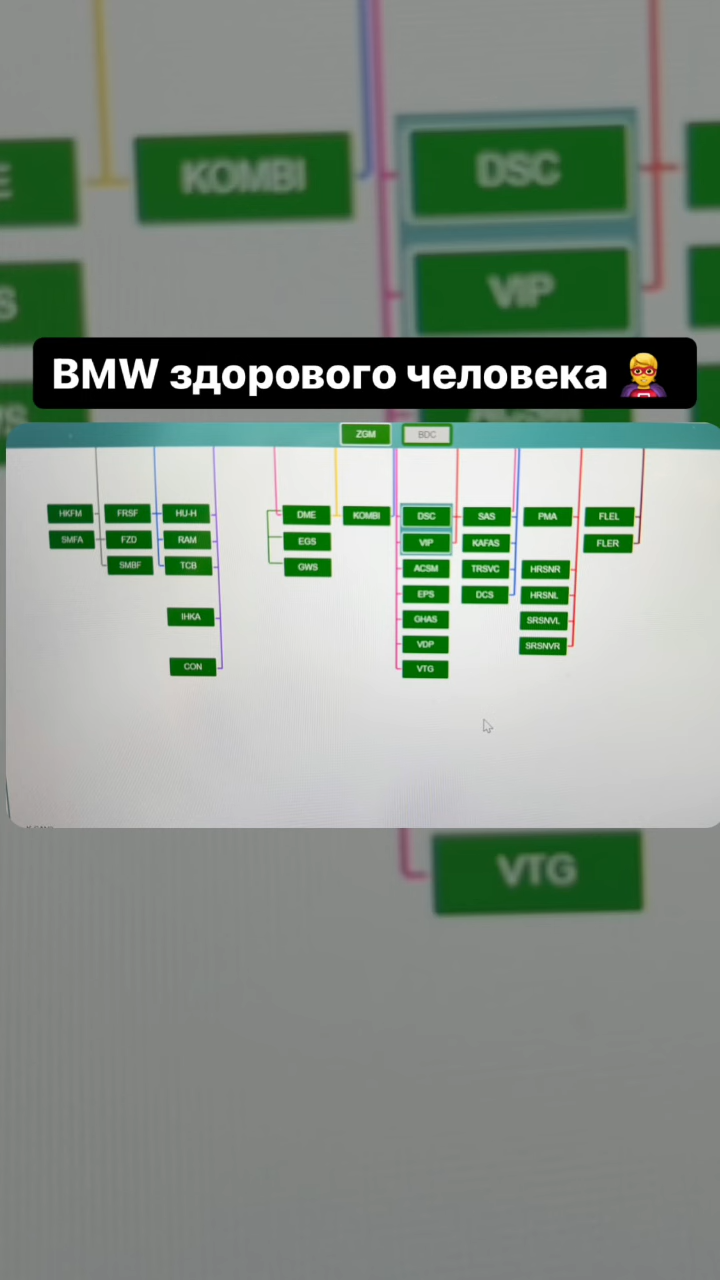 KOMBI
DSC
VIP
BMW здорового человека
ZGM BDC
HKFM FRSF HU-H DME KOMBI DSC SAS PMA FLEL
SMFA FZD RAM EGS VIP KAFAS FLER
SMBF TCB GWS ACSM TRSVC HRSNR
EPS DCS HRSNL
IHKA GHAS SRSNVL
VDP SRSNVR
CON VTG
VTG